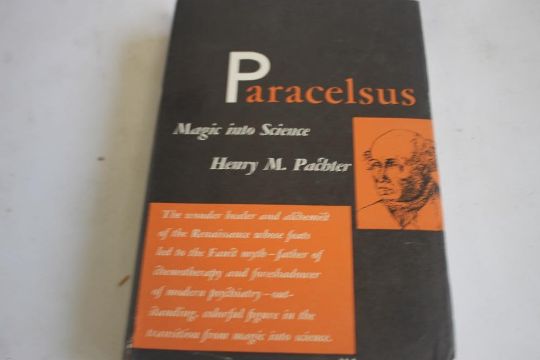 Paracelsus
Magic into Science
Henry M. Pachter
The wonder healer and alchemist
of the Renaissance whose feats
led to the Faust myth—father of
chemotherapy and foreshadower
of modern psychiatry—out-
standing, colorful figure in the
transition from magic into science.